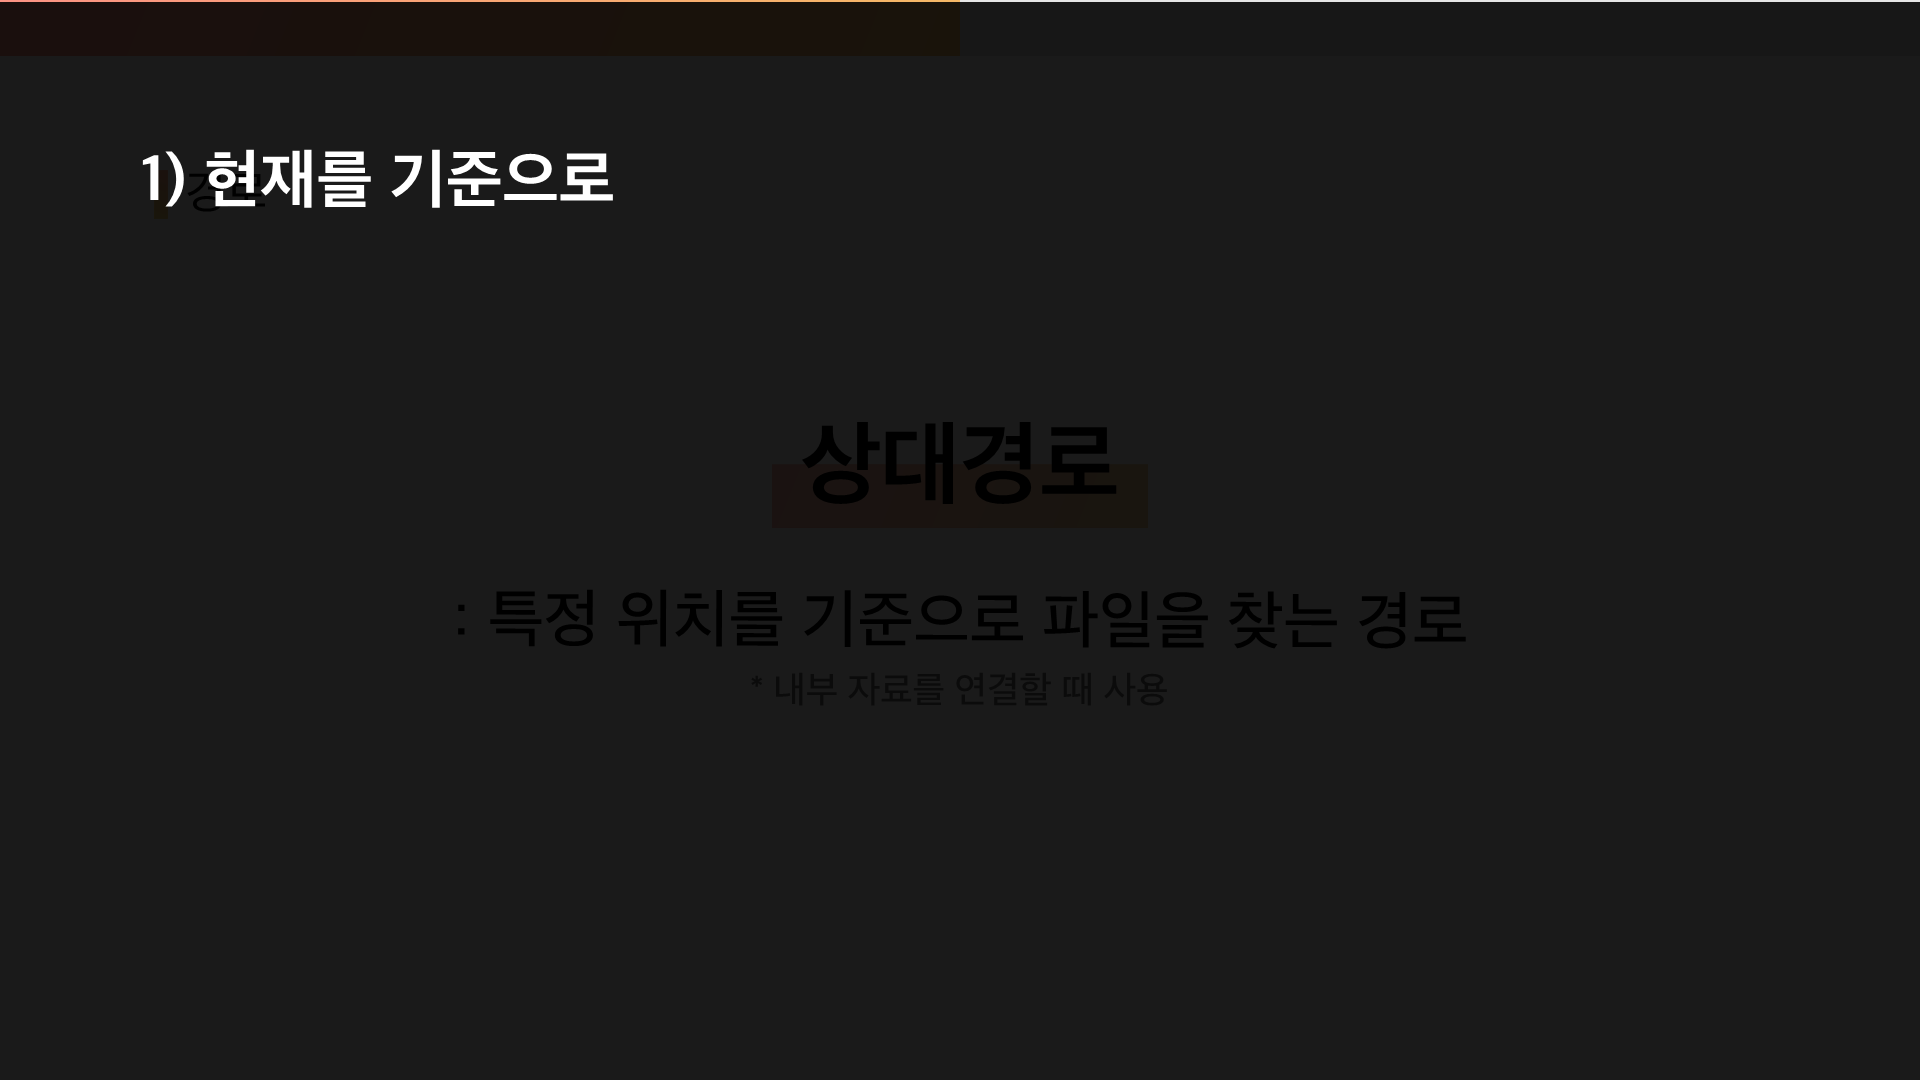 1) 현재를 기준으로
경로
상대경로
: 특정 위치를 기준으로 파일을 찾는 경로
* 내부 자료를 연결할 때 사용